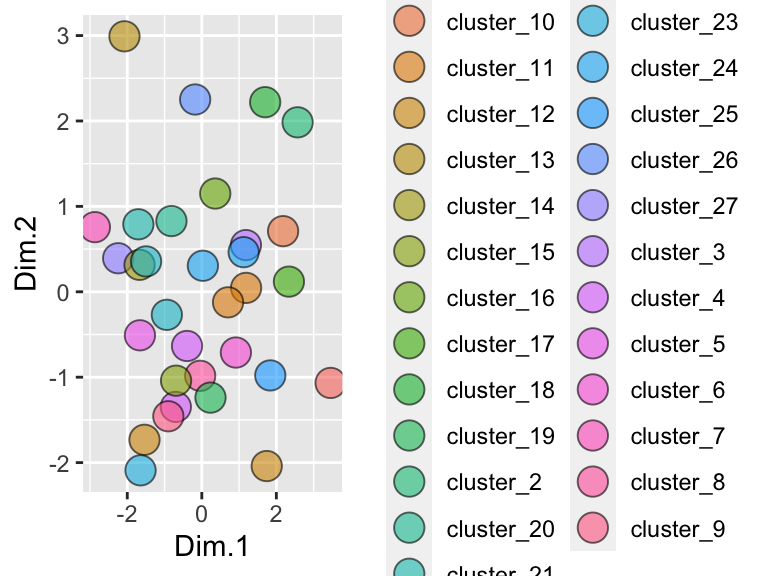 3
2
1
0
-1
-2
Dim.2
-2
0
2
Dim.1
cluster_10
cluster_11
cluster_12
cluster_13
cluster_14
cluster_15
cluster_16
cluster_17
cluster_18
cluster_19
cluster_2
cluster_20
cluster_21
cluster_23
cluster_24
cluster_25
cluster_26
cluster_27
cluster_3
cluster_4
cluster_5
cluster_6
cluster_7
cluster_8
cluster_9